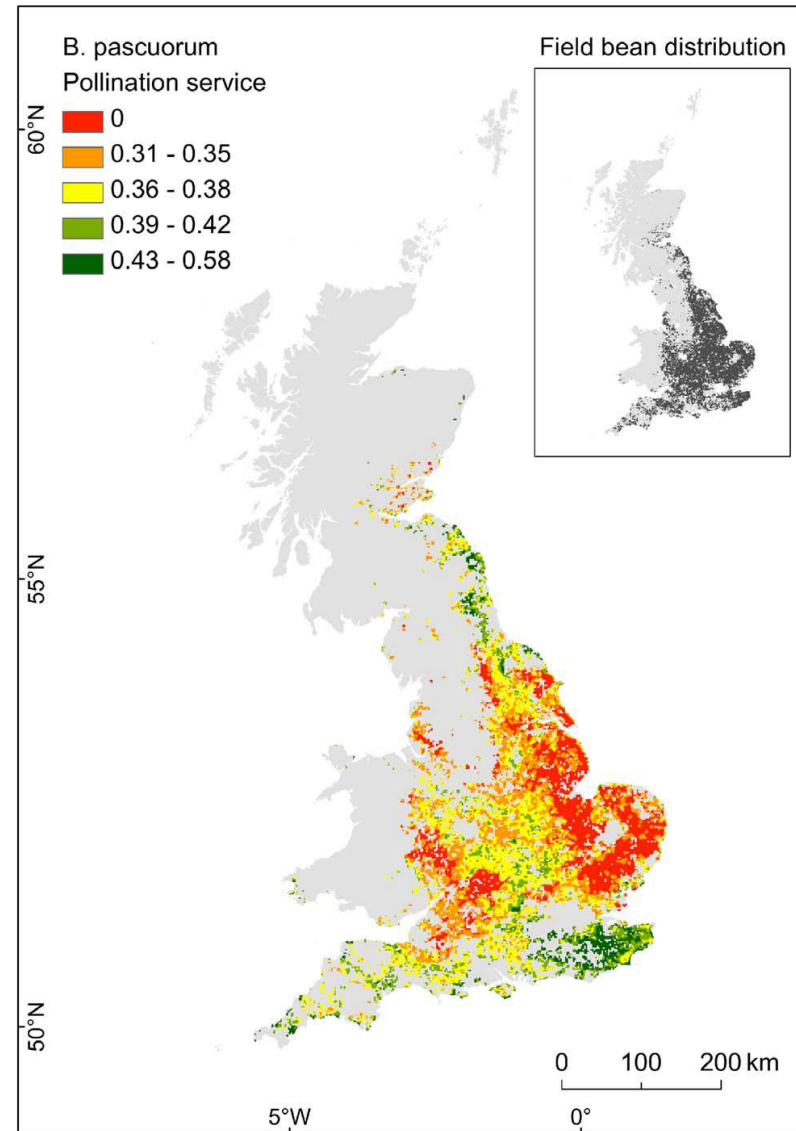 B. pascuorum
Pollination service
0
0.31 - 0.35
0.36 - 0.38
0.39 - 0.42
0.43 - 0.58
Field bean distribution
60°N
55°N
50°N
0 100 200 km
5°W 0°